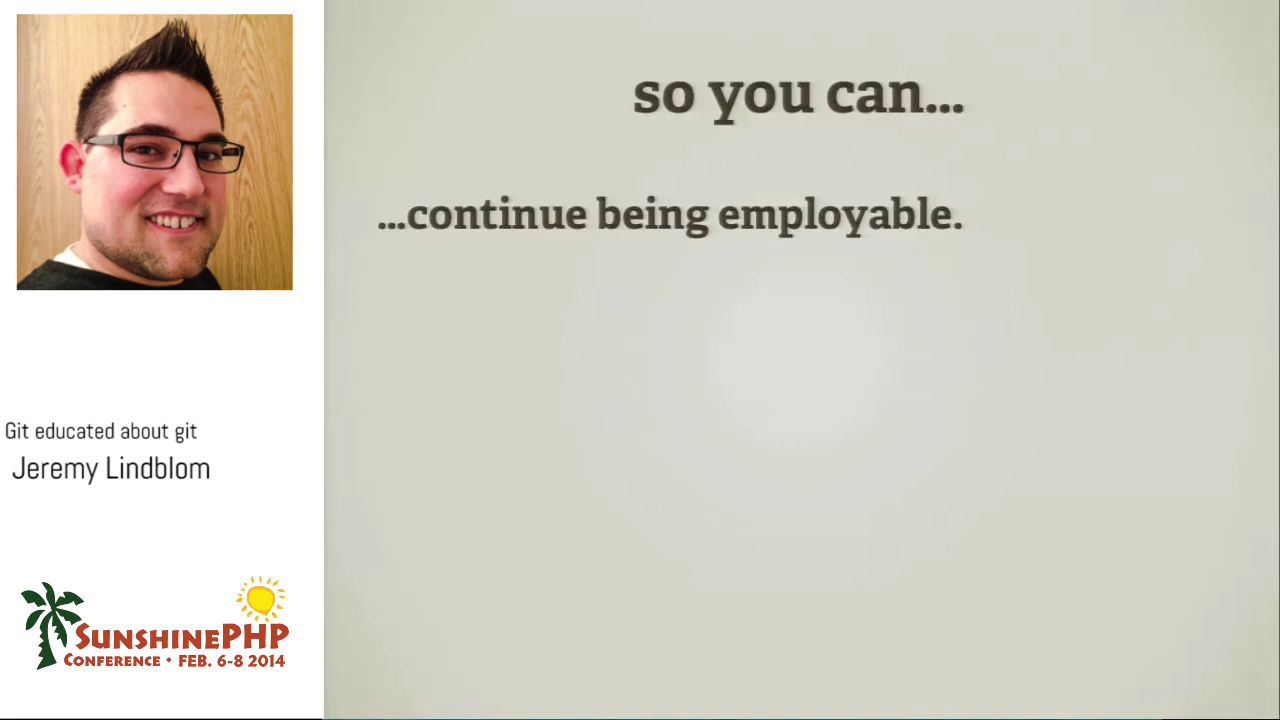 so you can...
...continue being employable.
Git educated about git
Jeremy Lindblom
SUNSHINEPHP
CONFERENCE • FEB. 6-8 2014